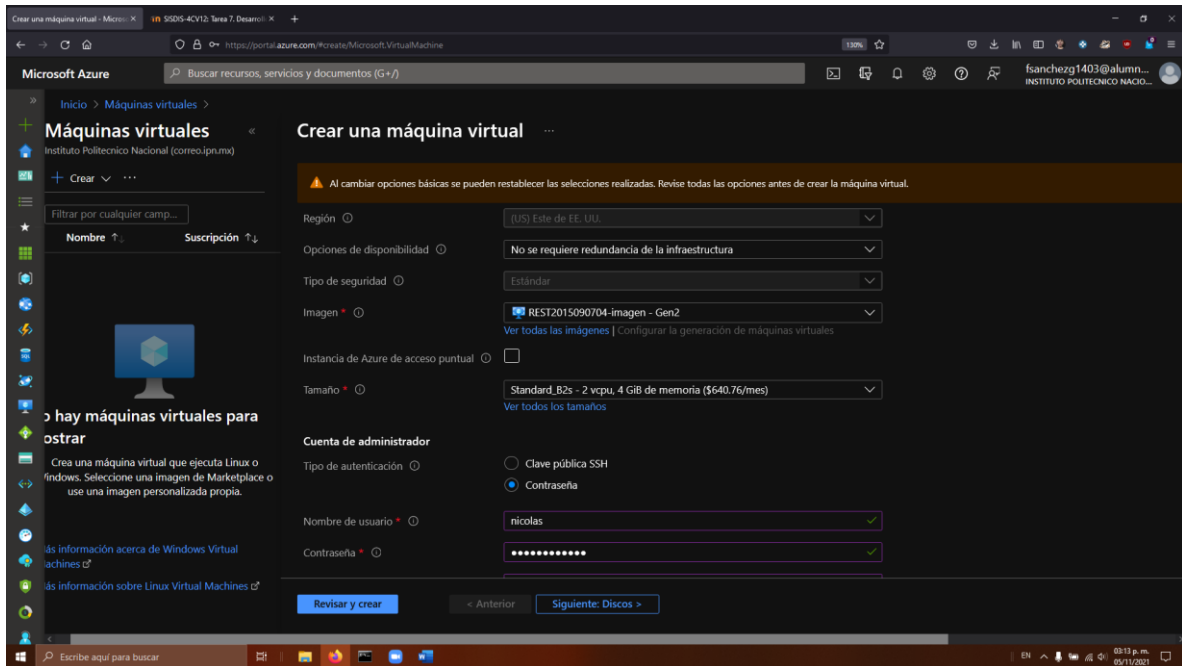 Crear una máquina virtual - Micros
SISDIS-4CV12: Tarea 7. Desarroll
https://portal.azure.com/#create/Microsoft.VirtualMachine
130%
Microsoft Azure
Buscar recursos, servicios y documentos (G+/)
fsanchezg1403@alumn...
INSTITUTO POLITECNICO NACIO...
Inicio > Máquinas virtuales >
Máquinas virtuales
Instituto Politecnico Nacional (correo.ipn.mx)
Crear
Filtrar por cualquier camp...
Nombre
Suscripción
o hay máquinas virtuales para
ostrar
Crea una máquina virtual que ejecuta Linux o
Windows. Seleccione una imagen de Marketplace o
use una imagen personalizada propia.
ás información acerca de Windows Virtual
achines
ás información sobre Linux Virtual Machines
Crear una máquina virtual ...
Al cambiar opciones básicas se pueden restablecer las selecciones realizadas. Revise todas las opciones antes de crear la máquina virtual.
Región
(US) Este de EE. UU.
Opciones de disponibilidad
No se requiere redundancia de la infraestructura
Tipo de seguridad
Estándar
Imagen *
REST2015090704-imagen - Gen2
Ver todas las imágenes | Configurar la generación de máquinas virtuales
Instancia de Azure de acceso puntual
Tamaño *
Standard_B2s - 2 vcpu, 4 GiB de memoria ($640.76/mes)
Ver todos los tamaños
Cuenta de administrador
Tipo de autenticación
Clave pública SSH
Contraseña
Nombre de usuario *
nicolas
Contraseña *
••••••••••••
Revisar y crear
< Anterior
Siguiente: Discos >
Escribe aquí para buscar
EN
03:13 p. m.
05/11/2021